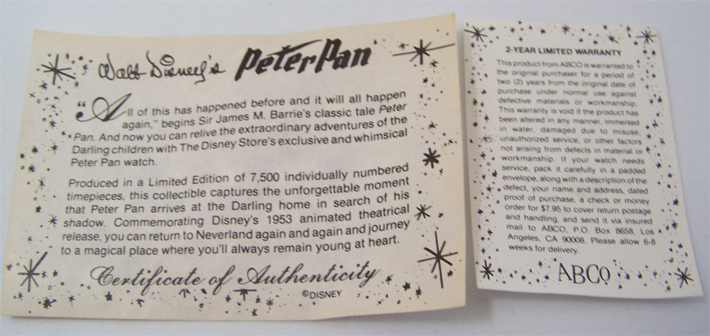 Walt Disney's Peter Pan
"All of this has happened before and it will all happen
again," begins Sir James M. Barrie's classic tale Peter
Pan. And now you can relive the extraordinary adventures of the
Darling children with The Disney Store's exclusive and whimsical
Peter Pan watch.
Produced in a Limited Edition of 7,500 individually numbered
timepieces, this collectible captures the unforgettable moment
that Peter Pan arrives at the Darling home in search of his
shadow. Commemorating Disney's 1953 animated theatrical
release, you can return to Neverland again and again and journey
to a magical place where you'll always remain young at heart.
Certificate of Authenticity
©DISNEY
2-YEAR LIMITED WARRANTY
This product from ABCO is warranted to
the original purchaser for a period of
two (2) years from the original date of
purchase under normal use against
defective materials or workmanship.
This warranty is void if the product has
been altered in any manner, immersed
in water, damaged due to misuse,
unauthorized service, or other factors
not arising from defects in material or
workmanship. If your watch needs
service, pack it carefully in a padded
envelope, along with a description of the
defect, your name and address, dated
proof of purchase, a check or money
order for $7.95 to cover return postage
and handling, and send it via insured
mail to ABCO, P.O. Box 8658, Los
Angeles, CA 90008. Please allow 6-8
weeks for delivery.
ABCO